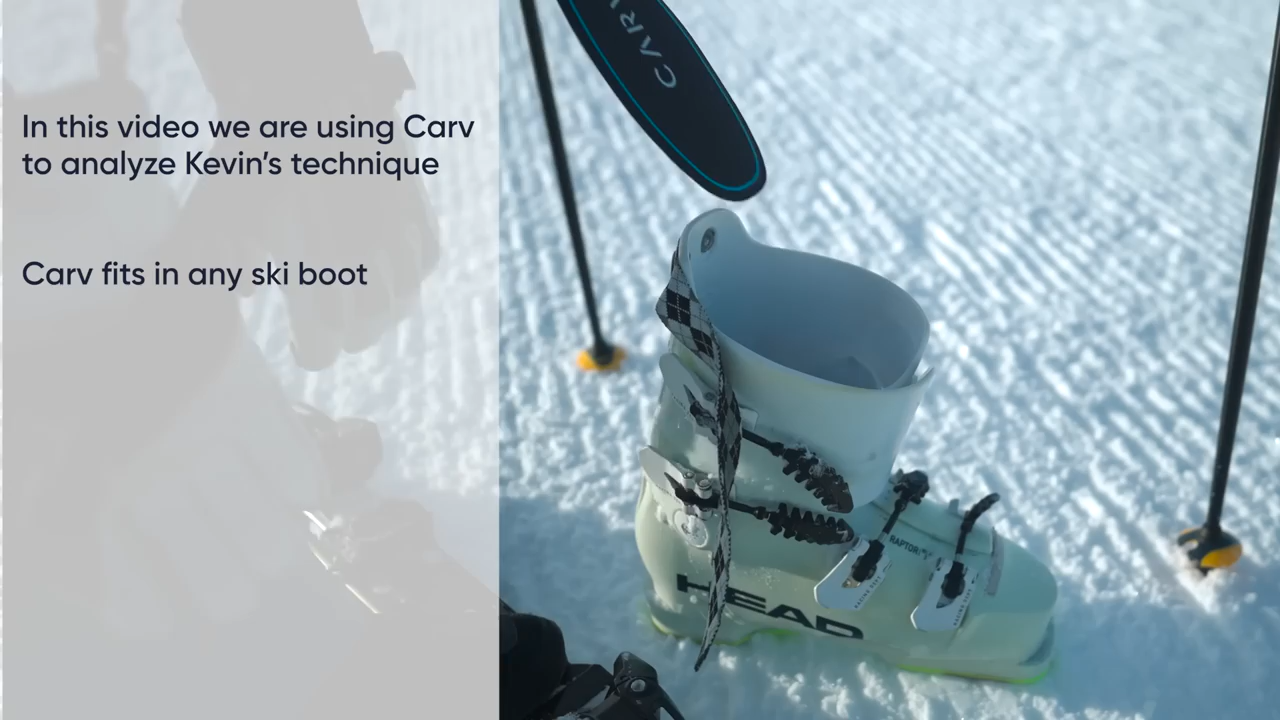 In this video we are using Carv
to analyze Kevin's technique
Carv fits in any ski boot
CARV
RAPTOR
HEAD